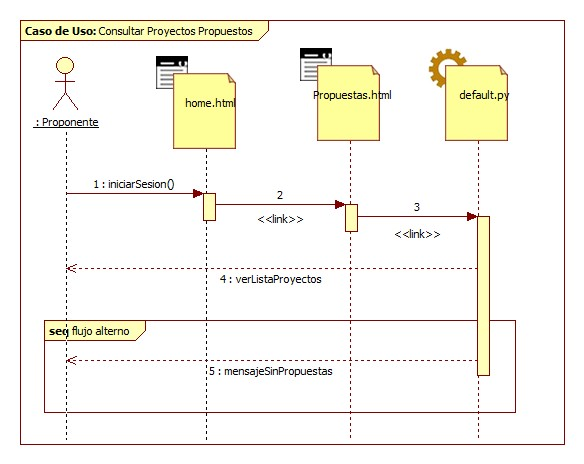 Caso de Uso: Consultar Proyectos Propuestos
: Proponente
home.html
Propuestas.html
default.py
1 : iniciarSesion()
2
<<link>>
3
<<link>>
4 : verListaProyectos
seq flujo alterno
5 : mensajeSinPropuestas